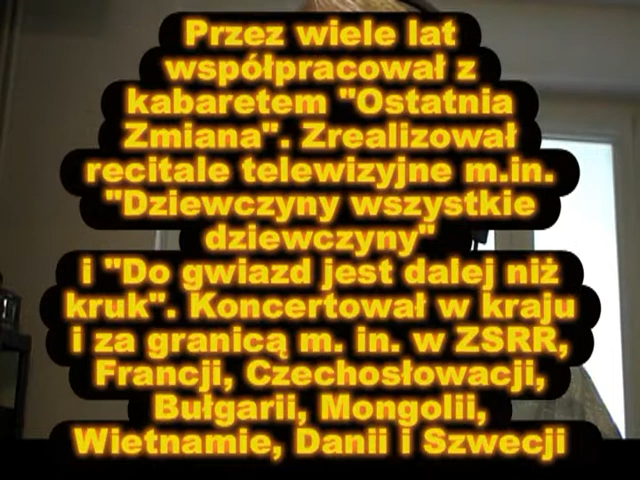 Przez wiele lat
współpracował z
kabaretem "Ostatnia
Zmiana". Zrealizował
recitale telewizyjne m.in.
"Dziewczyny wszystkie
dziewczyny"
i "Do gwiazd jest dalej niż
kruk". Koncertował w kraju
i za granicą m. in. w ZSRR,
Francji, Czechosłowacji,
Bułgarii, Mongolii,
Wietnamie, Danii i Szwecji